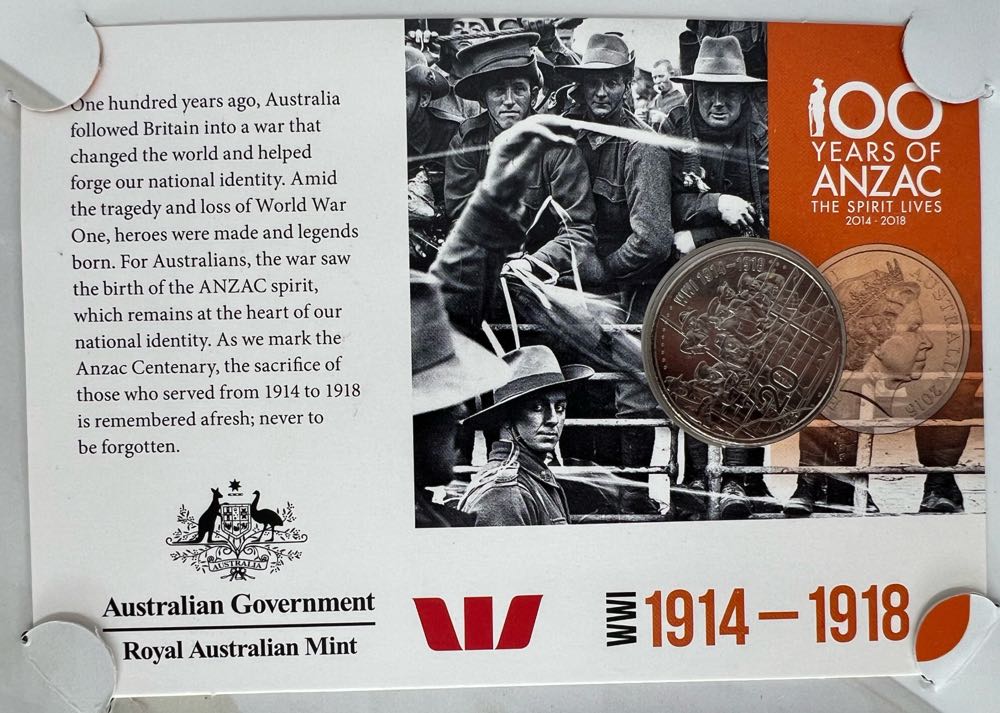 One hundred years ago, Australia
followed Britain into a war that
changed the world and helped
forge our national identity. Amid
the tragedy and loss of World War
One, heroes were made and legends
born. For Australians, the war saw
the birth of the ANZAC spirit,
which remains at the heart of our
national identity. As we mark the
Anzac Centenary, the sacrifice of
those who served from 1914 to 1918
is remembered afresh; never to
be forgotten.
AUSTRALIA
Australian Government
Royal Australian Mint
100
YEARS OF
ANZAC
THE SPIRIT LIVES
2014 - 2018
WWI 1914-1918
20
AUSTRALIA 2015
WWI 1914 – 1918